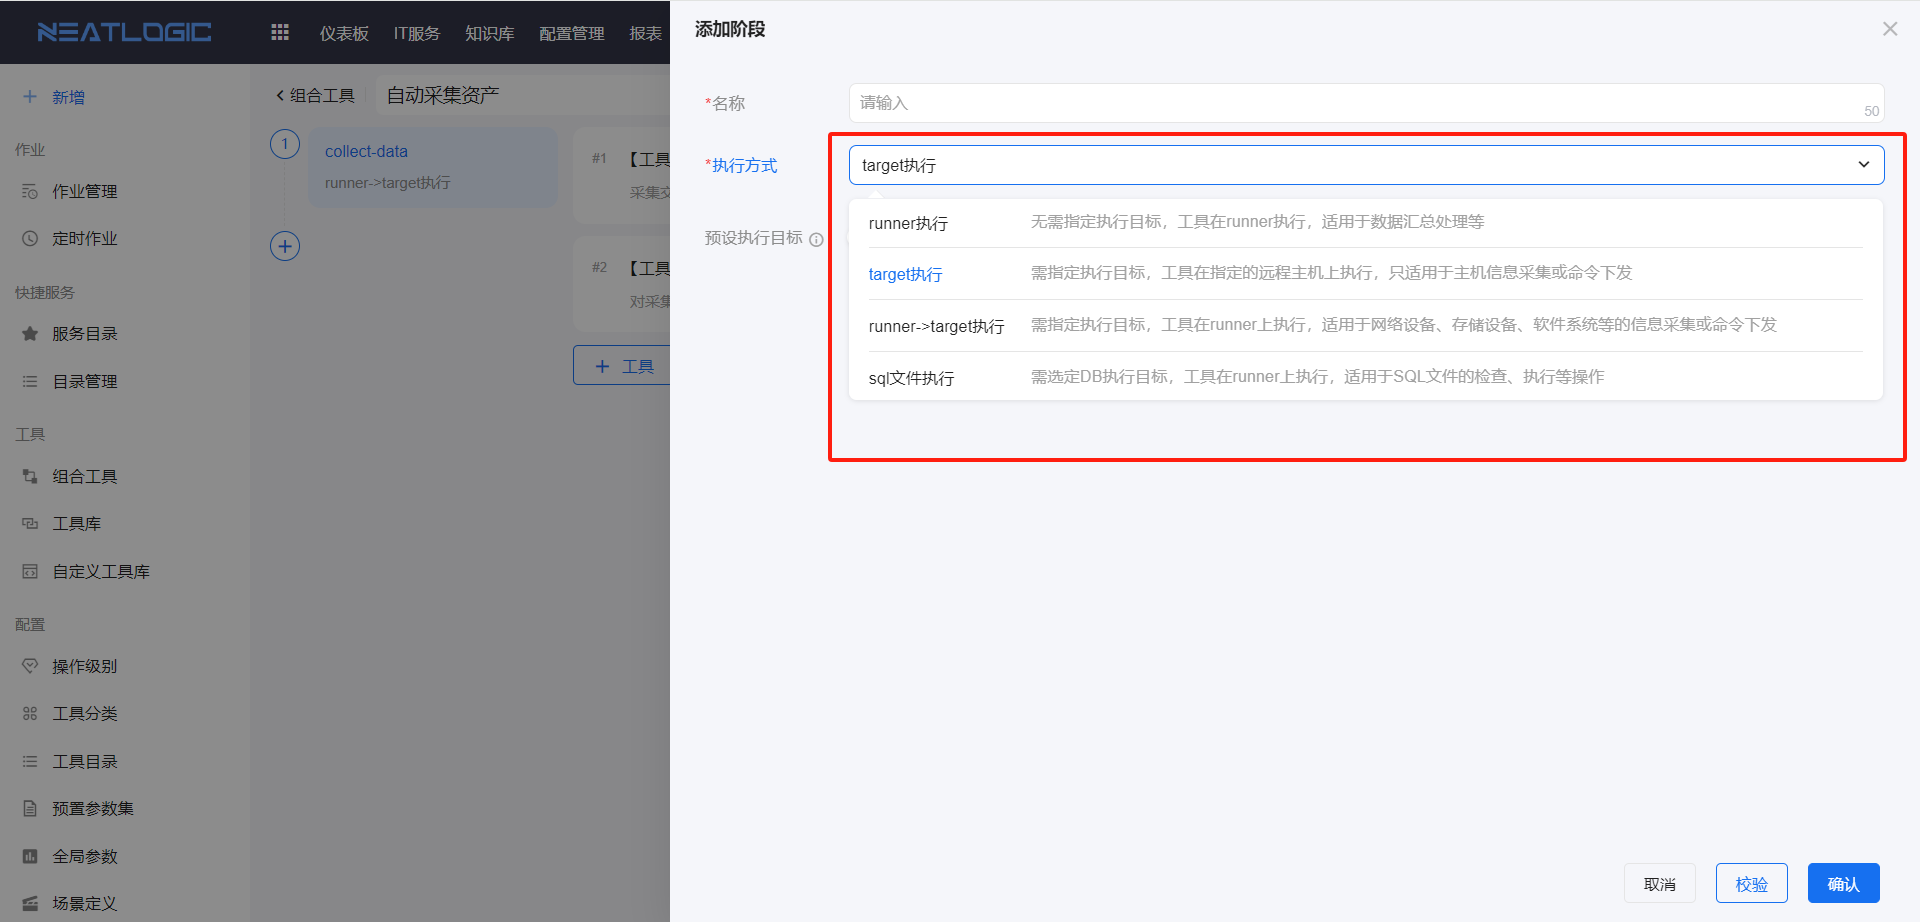 NEATLOGIC
仪表板 IT服务 知识库 配置管理 报表
新增
作业
作业管理
定时作业
快捷服务
服务目录
目录管理
工具
组合工具
工具库
自定义工具库
配置
操作级别
工具分类
工具目录
预置参数集
全局参数
场景定义
组合工具 自动采集资产
1
collect-data
runner->target执行
#1 【工具
采集交
#2 【工具
对采集
工具
添加阶段
*名称 请输入 50
*执行方式 target执行
预设执行目标
runner执行 无需指定执行目标，工具在runner执行，适用于数据汇总处理等
target执行 需指定执行目标，工具在指定的远程主机上执行，只适用于主机信息采集或命令下发
runner->target执行 需指定执行目标，工具在runner上执行，适用于网络设备、存储设备、软件系统等的信息采集或命令下发
sql文件执行 需选定DB执行目标，工具在runner上执行，适用于SQL文件的检查、执行等操作
取消 校验 确认